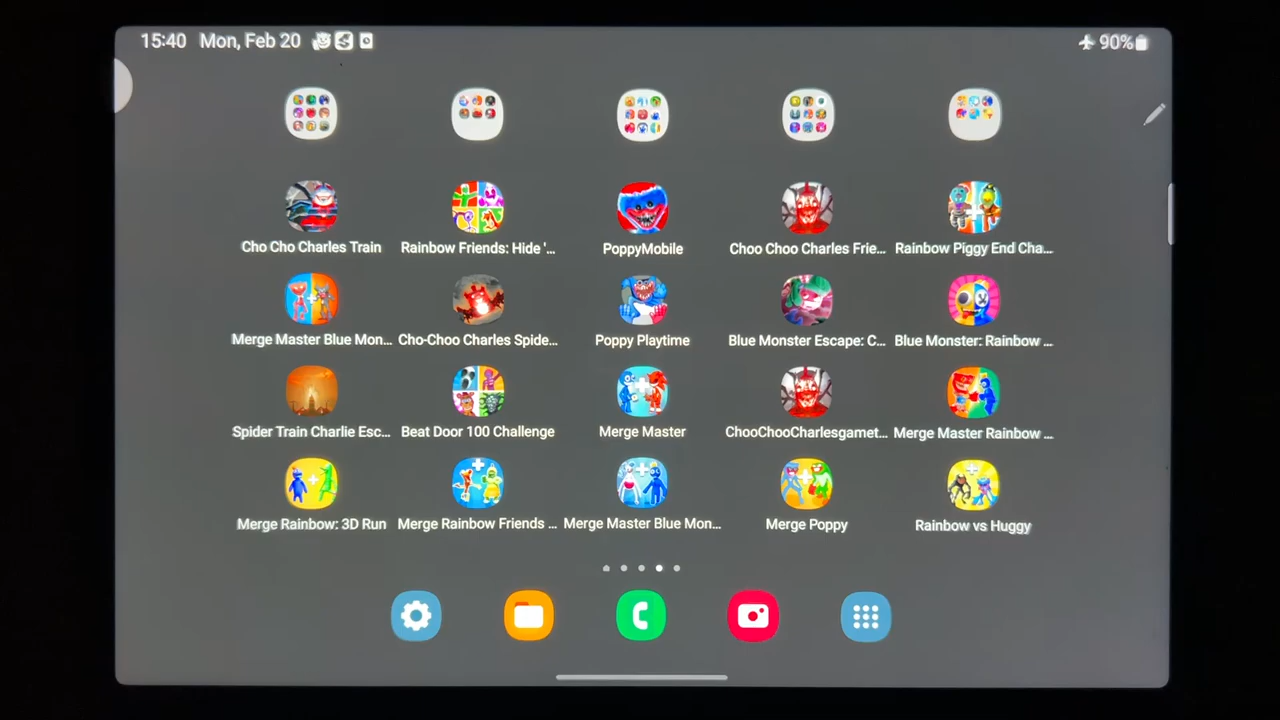 15:40 Mon, Feb 20 90%
Cho Cho Charles Train Rainbow Friends: Hide '... PoppyMobile Choo Choo Charles Frie... Rainbow Piggy End Cha...
Merge Master Blue Mon... Cho-Choo Charles Spide... Poppy Playtime Blue Monster Escape: C... Blue Monster: Rainbow ...
Spider Train Charlie Esc... Beat Door 100 Challenge Merge Master ChooChooCharlesgamet... Merge Master Rainbow ...
Merge Rainbow: 3D Run Merge Rainbow Friends ... Merge Master Blue Mon... Merge Poppy Rainbow vs Huggy